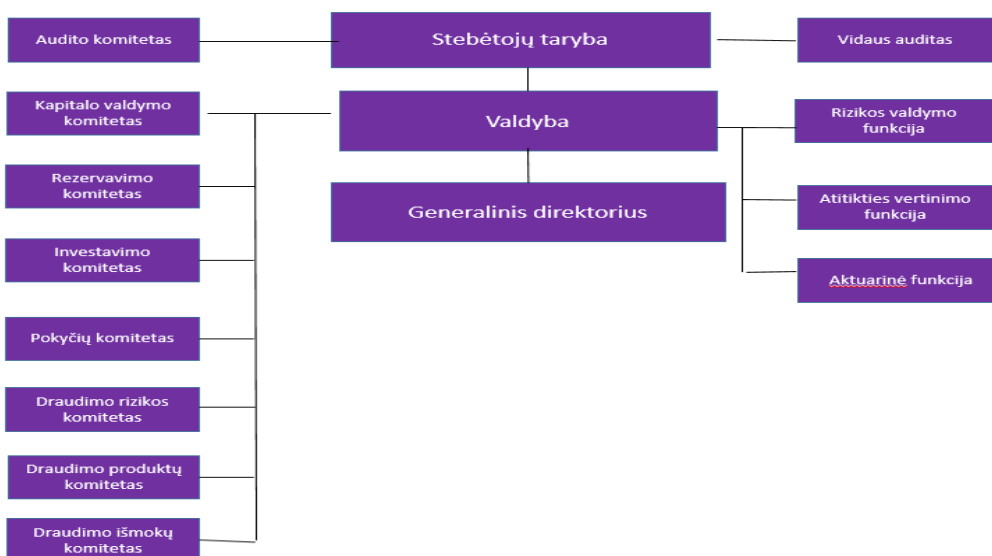 Audito komitetas
Stebėtojų taryba
Vidaus auditas
Kapitalo valdymo
komitetas
Valdyba
Rizikos valdymo
funkcija
Rezervavimo
komitetas
Generalinis direktorius
Atitikties vertinimo
funkcija
Investavimo
komitetas
Aktuarinė funkcija
Pokyčių komitetas
Draudimo rizikos
komitetas
Draudimo produktų
komitetas
Draudimo išmokų
komitetas